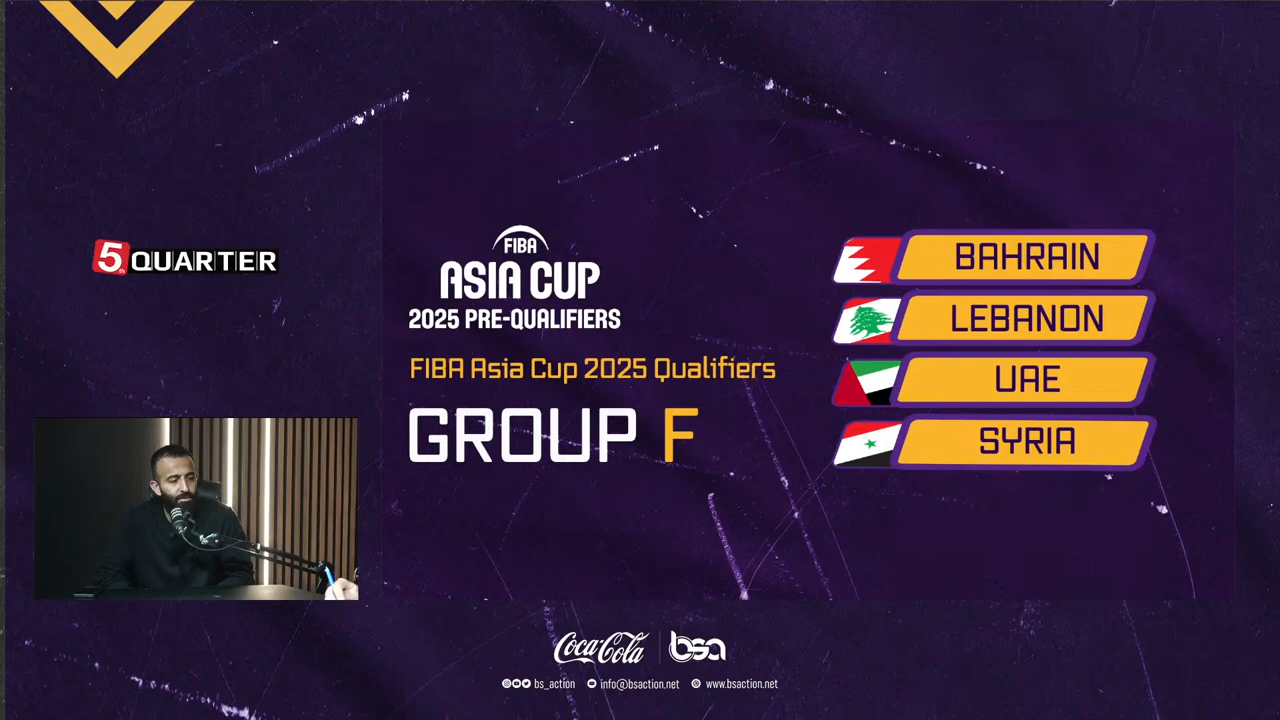 5th QUARTER
FIBA
ASIA CUP
2025 PRE-QUALIFIERS
FIBA Asia Cup 2025 Qualifiers
GROUP F
BAHRAIN
LEBANON
UAE
SYRIA
Coca-Cola bsa
bs_action info@bsaction.net www.bsaction.net